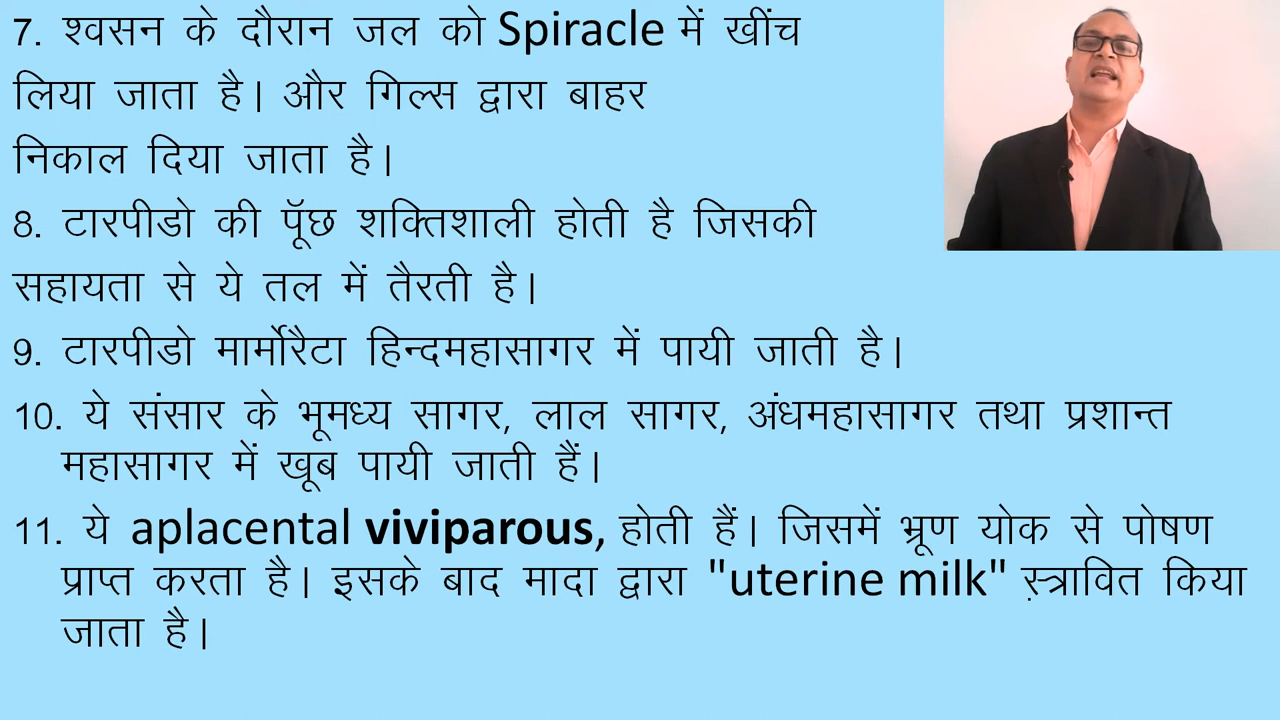 7. श्वसन के दौरान जल को Spiracle में खींच
लिया जाता है। और गिल्स द्वारा बाहर
निकाल दिया जाता है।
8. टारपीडो की पूॅंछ शक्तिशाली होती है जिसकी
सहायता से ये तल में तैरती है।
9. टारपीडो मार्मोरैटा हिन्दमहासागर में पायी जाती है।
10. ये संसार के भूमध्य सागर, लाल सागर, अंधमहासागर तथा प्रशान्त
महासागर में खूब पायी जाती हैं।
11. ये aplacental viviparous, होती हैं। जिसमें भ्रूण योक से पोषण
प्राप्त करता है। इसके बाद मादा द्वारा "uterine milk" स़्त्रावित किया
जाता है।